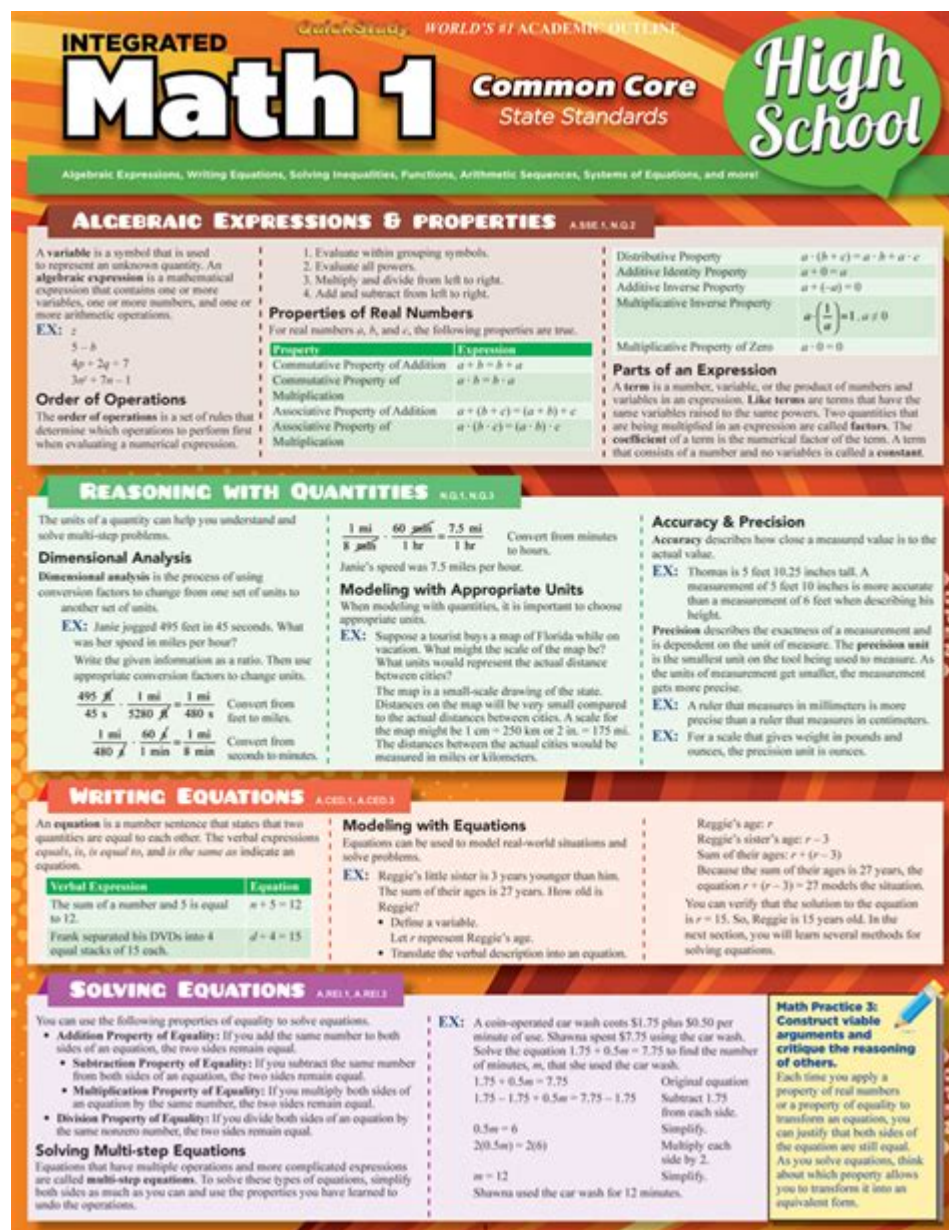 QuickStudy WORLD'S #1 ACADEMIC OUTLINE
INTEGRATED
Math 1
Common Core
State Standards
High
School
Algebraic Expressions, Writing Equations, Solving Inequalities, Functions, Arithmetic Sequences, Systems of Equations, and more!
ALGEBRAIC EXPRESSIONS & PROPERTIES A.SSE.1, N.Q.2
A variable is a symbol that is used
to represent an unknown quantity. An
algebraic expression is a mathematical
expression that contains one or more
variables, one or more numbers, and one or
more arithmetic operations.
EX: z
5 – b
4p + 2q ÷ 7
3n² + 7n – 1
Order of Operations
The order of operations is a set of rules that
determine which operations to perform first
when evaluating a numerical expression.
1. Evaluate within grouping symbols.
2. Evaluate all powers.
3. Multiply and divide from left to right.
4. Add and subtract from left to right.
Properties of Real Numbers
For real numbers a, b, and c, the following properties are true.
Property Expression
Commutative Property of Addition a + b = b + a
Commutative Property of a · b = b · a
Multiplication
Associative Property of Addition a + (b + c) = (a + b) + c
Associative Property of a · (b · c) = (a · b) · c
Multiplication
Distributive Property a · (b + c) = a · b + a · c
Additive Identity Property a + 0 = a
Additive Inverse Property a + (–a) = 0
Multiplicative Inverse Property a · (1/a) = 1, a ≠ 0
Multiplicative Property of Zero a · 0 = 0
Parts of an Expression
A term is a number, variable, or the product of numbers and
variables in an expression. Like terms are terms that have the
same variables raised to the same powers. Two quantities that
are being multiplied in an expression are called factors. The
coefficient of a term is the numerical factor of the term. A term
that consists of a number and no variables is called a constant.
REASONING WITH QUANTITIES N.Q.1, N.Q.3
The units of a quantity can help you understand and
solve multi-step problems.
Dimensional Analysis
Dimensional analysis is the process of using
conversion factors to change from one set of units to
another set of units.
EX: Janie jogged 495 feet in 45 seconds. What
was her speed in miles per hour?
Write the given information as a ratio. Then use
appropriate conversion factors to change units.
495 ft/45 s · 1 mi/5280 ft = 1 mi/480 s Convert from
feet to miles.
1 mi/480 s · 60 s/1 min = 1 mi/8 min Convert from
seconds to minutes.
1 mi/8 min · 60 min/1 hr = 7.5 mi/1 hr Convert from minutes
to hours.
Janie's speed was 7.5 miles per hour.
Modeling with Appropriate Units
When modeling with quantities, it is important to choose
appropriate units.
EX: Suppose a tourist buys a map of Florida while on
vacation. What might the scale of the map be?
What units would represent the actual distance
between cities?
The map is a small-scale drawing of the state.
Distances on the map will be very small compared
to the actual distances between cities. A scale for
the map might be 1 cm = 250 km or 2 in. = 175 mi.
The distances between the actual cities would be
measured in miles or kilometers.
Accuracy & Precision
Accuracy describes how close a measured value is to the
actual value.
EX: Thomas is 5 feet 10.25 inches tall. A
measurement of 5 feet 10 inches is more accurate
than a measurement of 6 feet when describing his
height.
Precision describes the exactness of a measurement and
is dependent on the unit of measure. The precision unit
is the smallest unit on the tool being used to measure. As
the units of measurement get smaller, the measurement
gets more precise.
EX: A ruler that measures in millimeters is more
precise than a ruler that measures in centimeters.
EX: For a scale that gives weight in pounds and
ounces, the precision unit is ounces.
WRITING EQUATIONS A.CED.1, A.CED.3
An equation is a number sentence that states that two
quantities are equal to each other. The verbal expressions
equals, is, is equal to, and is the same as indicate an
equation.
Verbal Expression Equation
The sum of a number and 5 is equal n + 5 = 12
to 12.
Frank separated his DVDs into 4 d ÷ 4 = 15
equal stacks of 15 each.
Modeling with Equations
Equations can be used to model real-world situations and
solve problems.
EX: Reggie's little sister is 3 years younger than him.
The sum of their ages is 27 years. How old is
Reggie?
• Define a variable.
Let r represent Reggie's age.
• Translate the verbal description into an equation.
Reggie's age: r
Reggie's sister's age: r – 3
Sum of their ages: r + (r – 3)
Because the sum of their ages is 27 years, the
equation r + (r – 3) = 27 models the situation.
You can verify that the solution to the equation
is r = 15. So, Reggie is 15 years old. In the
next section, you will learn several methods for
solving equations.
SOLVING EQUATIONS A.REI.1, A.REI.3
You can use the following properties of equality to solve equations.
• Addition Property of Equality: If you add the same number to both
sides of an equation, the two sides remain equal.
• Subtraction Property of Equality: If you subtract the same number
from both sides of an equation, the two sides remain equal.
• Multiplication Property of Equality: If you multiply both sides of
an equation by the same number, the two sides remain equal.
• Division Property of Equality: If you divide both sides of an equation by
the same nonzero number, the two sides remain equal.
Solving Multi-step Equations
Equations that have multiple operations and more complicated expressions
are called multi-step equations. To solve these types of equations, simplify
both sides as much as you can and use the properties you have learned to
undo the operations.
EX: A coin-operated car wash costs $1.75 plus $0.50 per
minute of use. Shawna spent $7.75 using the car wash.
Solve the equation 1.75 + 0.5m = 7.75 to find the number
of minutes, m, that she used the car wash.
1.75 + 0.5m = 7.75 Original equation
1.75 – 1.75 + 0.5m = 7.75 – 1.75 Subtract 1.75
from each side.
0.5m = 6 Simplify.
2(0.5m) = 2(6) Multiply each
side by 2.
m = 12 Simplify.
Shawna used the car wash for 12 minutes.
Math Practice 3:
Construct viable
arguments and
critique the reasoning
of others.
Each time you apply a
property of real numbers
or a property of equality to
transform an equation, you
can justify that both sides of
the equation are still equal.
As you solve equations, think
about which property allows
you to transform it into an
equivalent form.